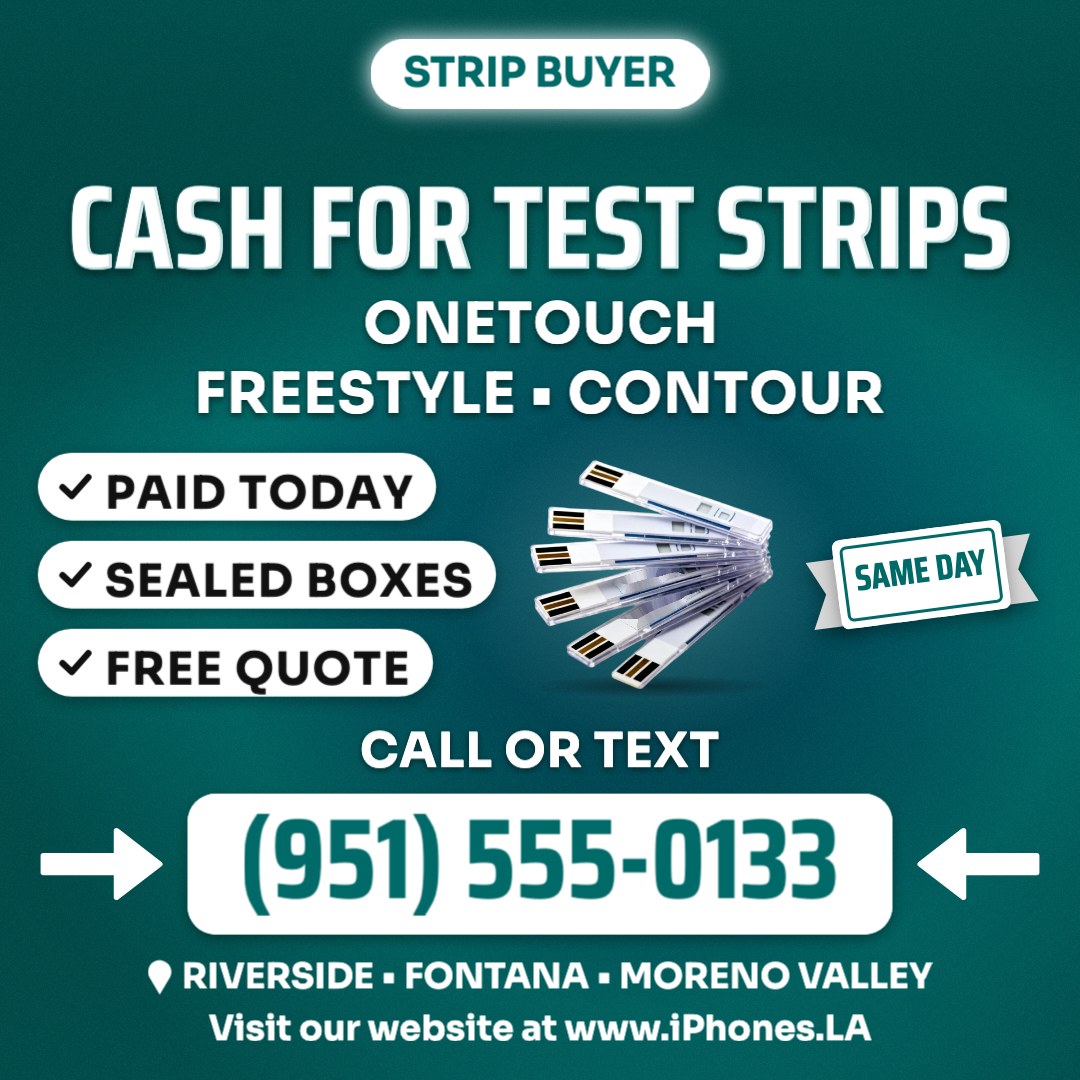 STRIP BUYER
CASH FOR TEST STRIPS
ONETOUCH
FREESTYLE ▪ CONTOUR
✓ PAID TODAY
✓ SEALED BOXES
✓ FREE QUOTE
SAME DAY
CALL OR TEXT
(951) 555-0133
RIVERSIDE ▪ FONTANA ▪ MORENO VALLEY
Visit our website at www.iPhones.LA